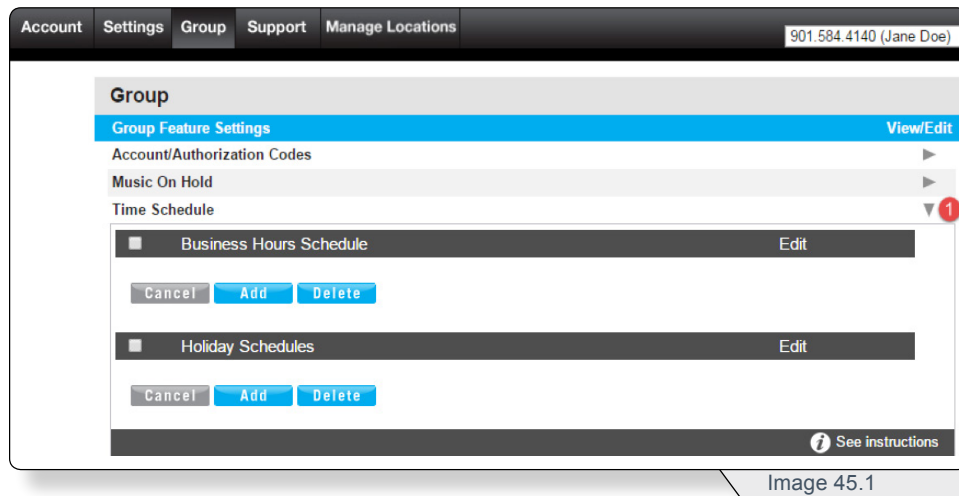 Account Settings Group Support Manage Locations
901.584.4140 (Jane Doe)
Group
Group Feature Settings View/Edit
Account/Authorization Codes
Music On Hold
Time Schedule 1
Business Hours Schedule Edit
Cancel Add Delete
Holiday Schedules Edit
Cancel Add Delete
i See instructions
Image 45.1